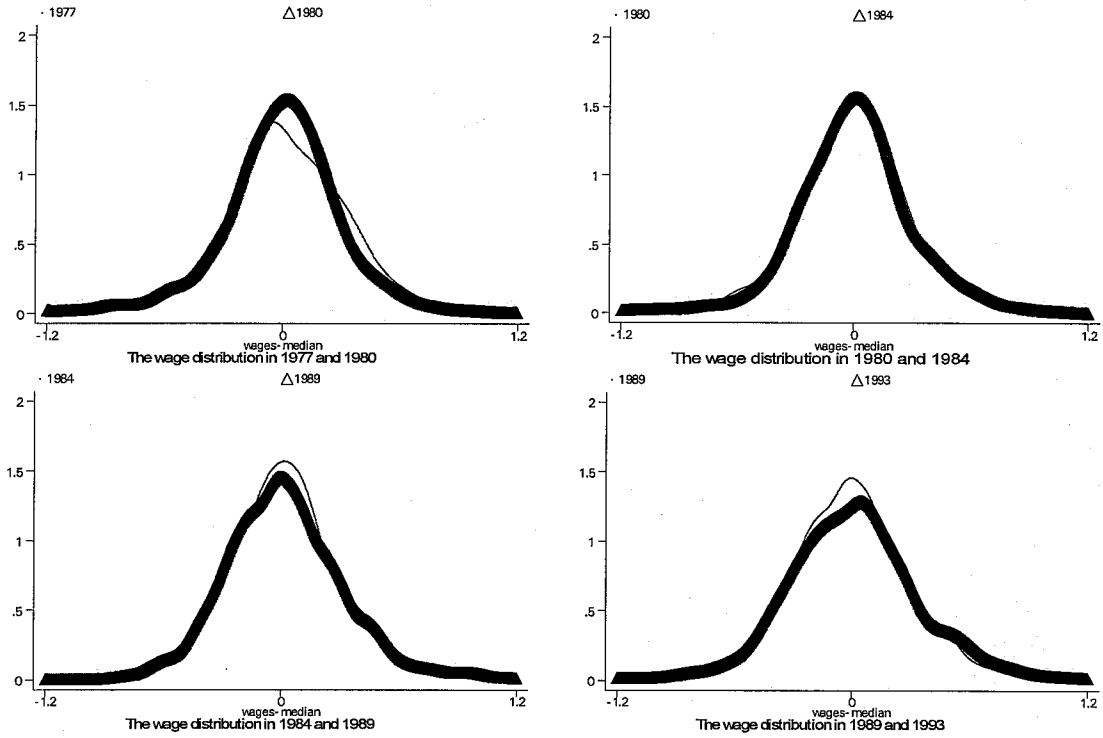 · 1977 △1980
2
1.5
1
.5
0
-1.2 0 1.2
wages- median
The wage distribution in 1977 and 1980
· 1980 △1984
2
1.5
1
.5
0
-1.2 0 1.2
wages- median
The wage distribution in 1980 and 1984
· 1984 △1989
2
1.5
1
.5
0
-1.2 0 1.2
wages- median
The wage distribution in 1984 and 1989
· 1989 △1993
2
1.5
1
.5
0
-1.2 0 1.2
wages- median
The wage distribution in 1989 and 1993